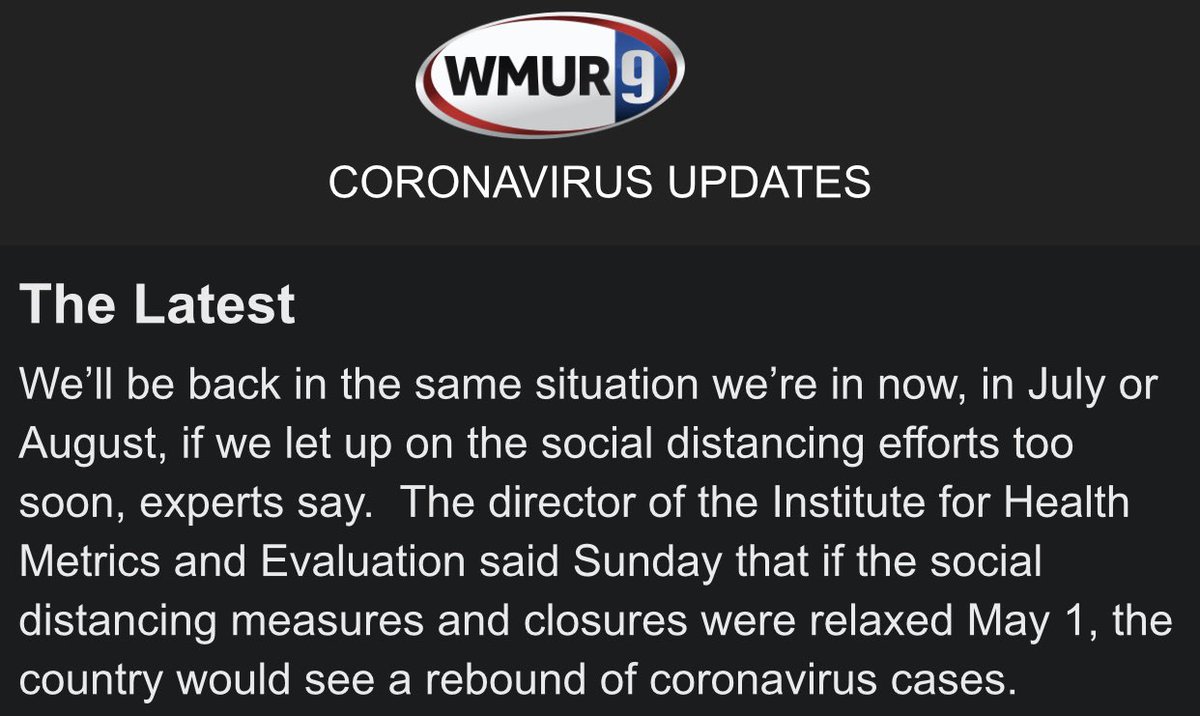 WMUR 9
CORONAVIRUS UPDATES
The Latest
We’ll be back in the same situation we’re in now, in July or
August, if we let up on the social distancing efforts too
soon, experts say.  The director of the Institute for Health
Metrics and Evaluation said Sunday that if the social
distancing measures and closures were relaxed May 1, the
country would see a rebound of coronavirus cases.